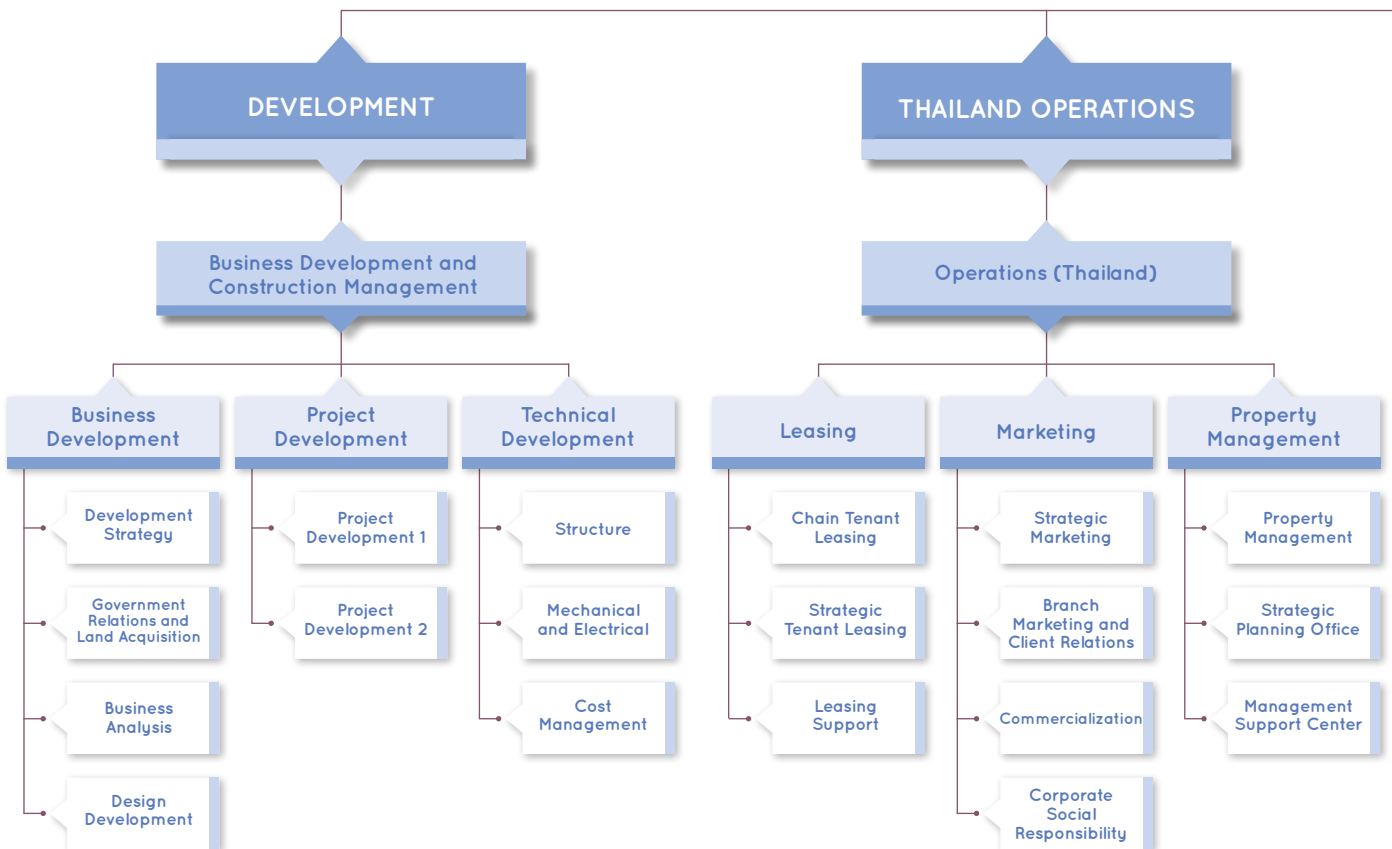 DEVELOPMENT
THAILAND OPERATIONS
Business Development and
Construction Management
Operations (Thailand)
Business
Development
Project
Development
Technical
Development
Leasing
Marketing
Property
Management
Development
Strategy
Government
Relations and
Land Acquisition
Business
Analysis
Design
Development
Project
Development 1
Project
Development 2
Structure
Mechanical
and Electrical
Cost
Management
Chain Tenant
Leasing
Strategic
Tenant Leasing
Leasing
Support
Strategic
Marketing
Branch
Marketing and
Client Relations
Commercialization
Corporate
Social
Responsibility
Property
Management
Strategic
Planning Office
Management
Support Center